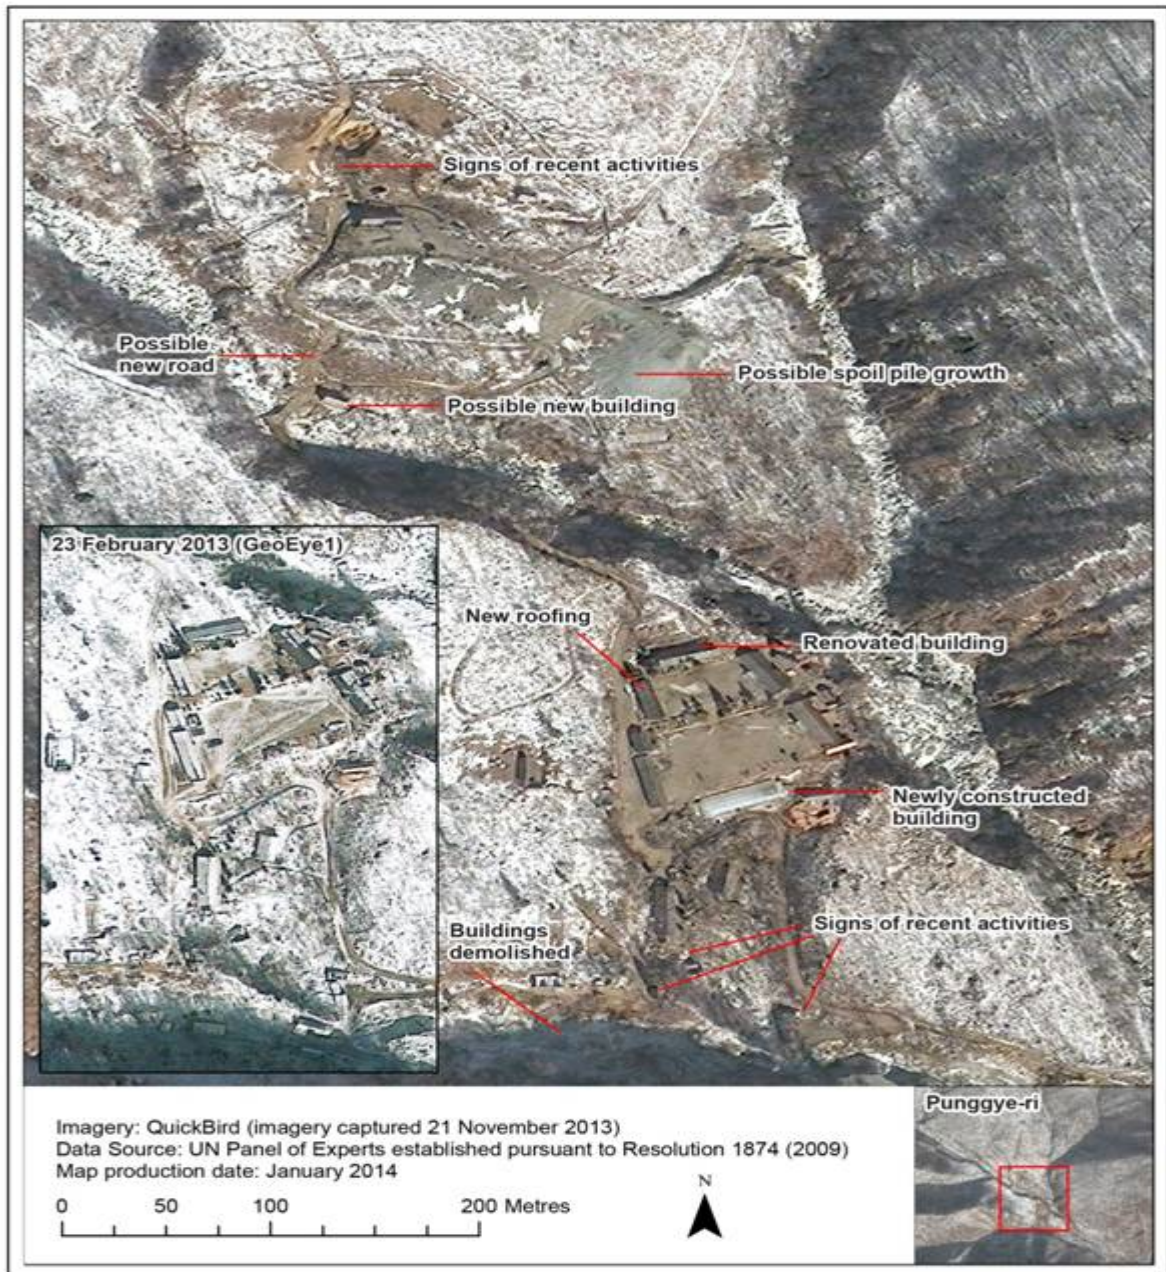 Signs of recent activities
Possible
new road
Possible spoil pile growth
Possible new building
23 February 2013 (GeoEye1)
New roofing
Renovated building
Newly constructed
building
Buildings
demolished
Signs of recent activities
Imagery: QuickBird (imagery captured 21 November 2013)
Data Source: UN Panel of Experts established pursuant to Resolution 1874 (2009)
Map production date: January 2014
0 50 100 200 Metres
N
Punggye-ri